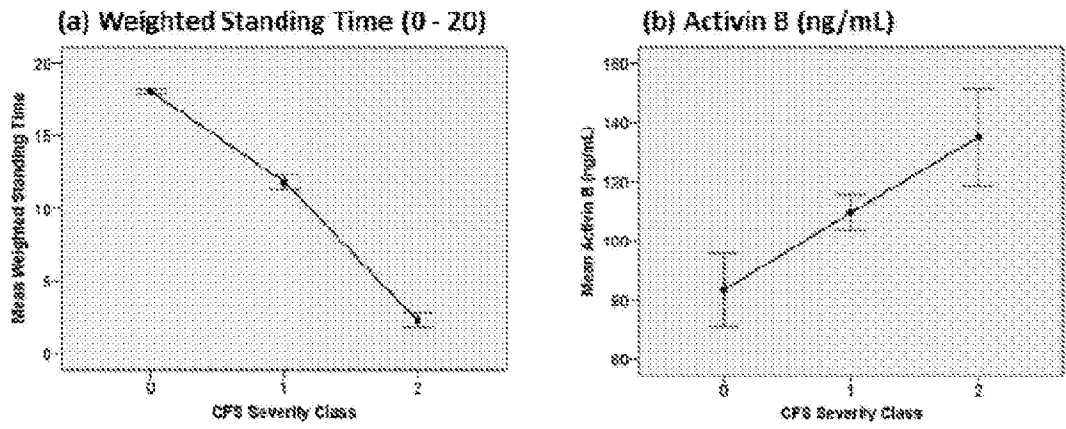 (a) Weighted Standing Time (0 - 20)
20
15
10
5
0
Mean Weighted Standing Time
0
1
2
CFS Severity Class
(b) Activin B (ng/mL)
160
140
120
100
80
60
Mean Activin B (ng/mL)
0
1
2
CFS Severity Class